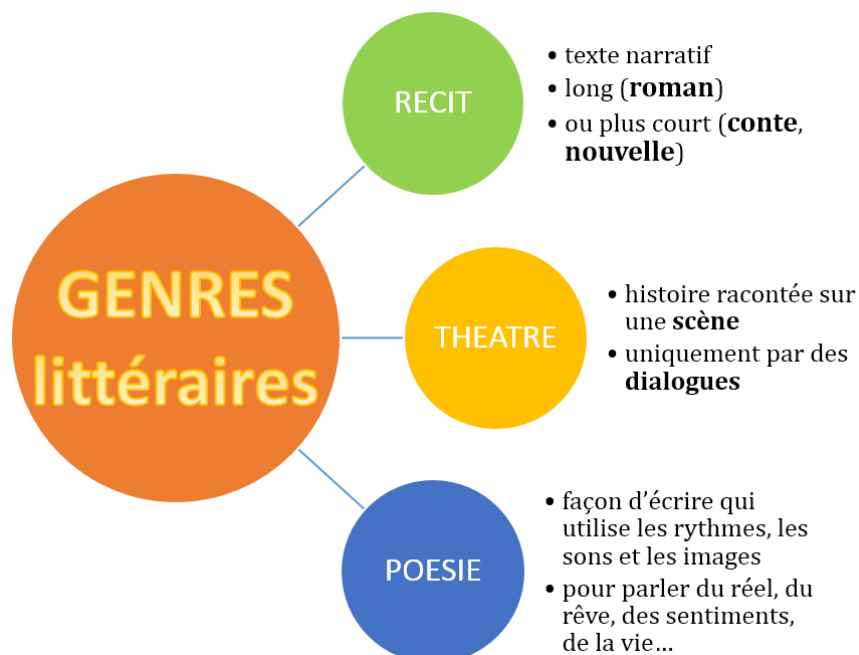 GENRES
littéraires
RECIT
• texte narratif
• long (roman)
• ou plus court (conte,
nouvelle)
THEATRE
• histoire racontée sur
une scène
• uniquement par des
dialogues
POESIE
• façon d’écrire qui
utilise les rythmes, les
sons et les images
• pour parler du réel, du
rêve, des sentiments,
de la vie…